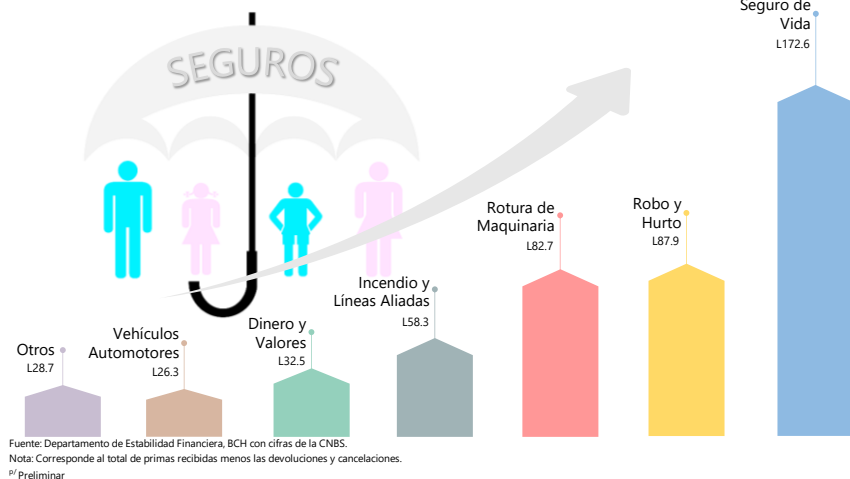 Seguro de
Vida
L172.6
SEGUROS
Rotura de
Maquinaria
L82.7
Robo y
Hurto
L87.9
Incendio y
Líneas Aliadas
L58.3
Dinero y
Valores
L32.5
Vehículos
Automotores
L26.3
Otros
L28.7
Fuente: Departamento de Estabilidad Financiera, BCH con cifras de la CNBS.
Nota: Corresponde al total de primas recibidas menos las devoluciones y cancelaciones.
p/ Preliminar